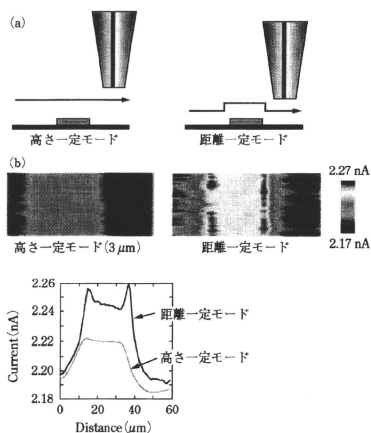 (a)
高さ一定モード
距離一定モード
(b)
2.27 nA
2.17 nA
高さ一定モード(3 μm)
距離一定モード
2.26
2.24
2.22
2.20
2.18
Current(nA)
距離一定モード
高さ一定モード
0
20
40
60
Distance(μm)